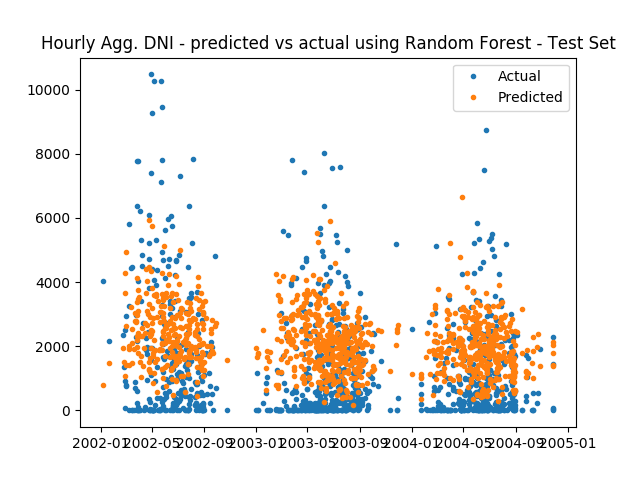 Hourly Agg. DNI - predicted vs actual using Random Forest - Test Set
Actual
Predicted
10000
8000
6000
4000
2000
0
2002-01 2002-05 2002-09 2003-01 2003-05 2003-09 2004-01 2004-05 2004-09 2005-01